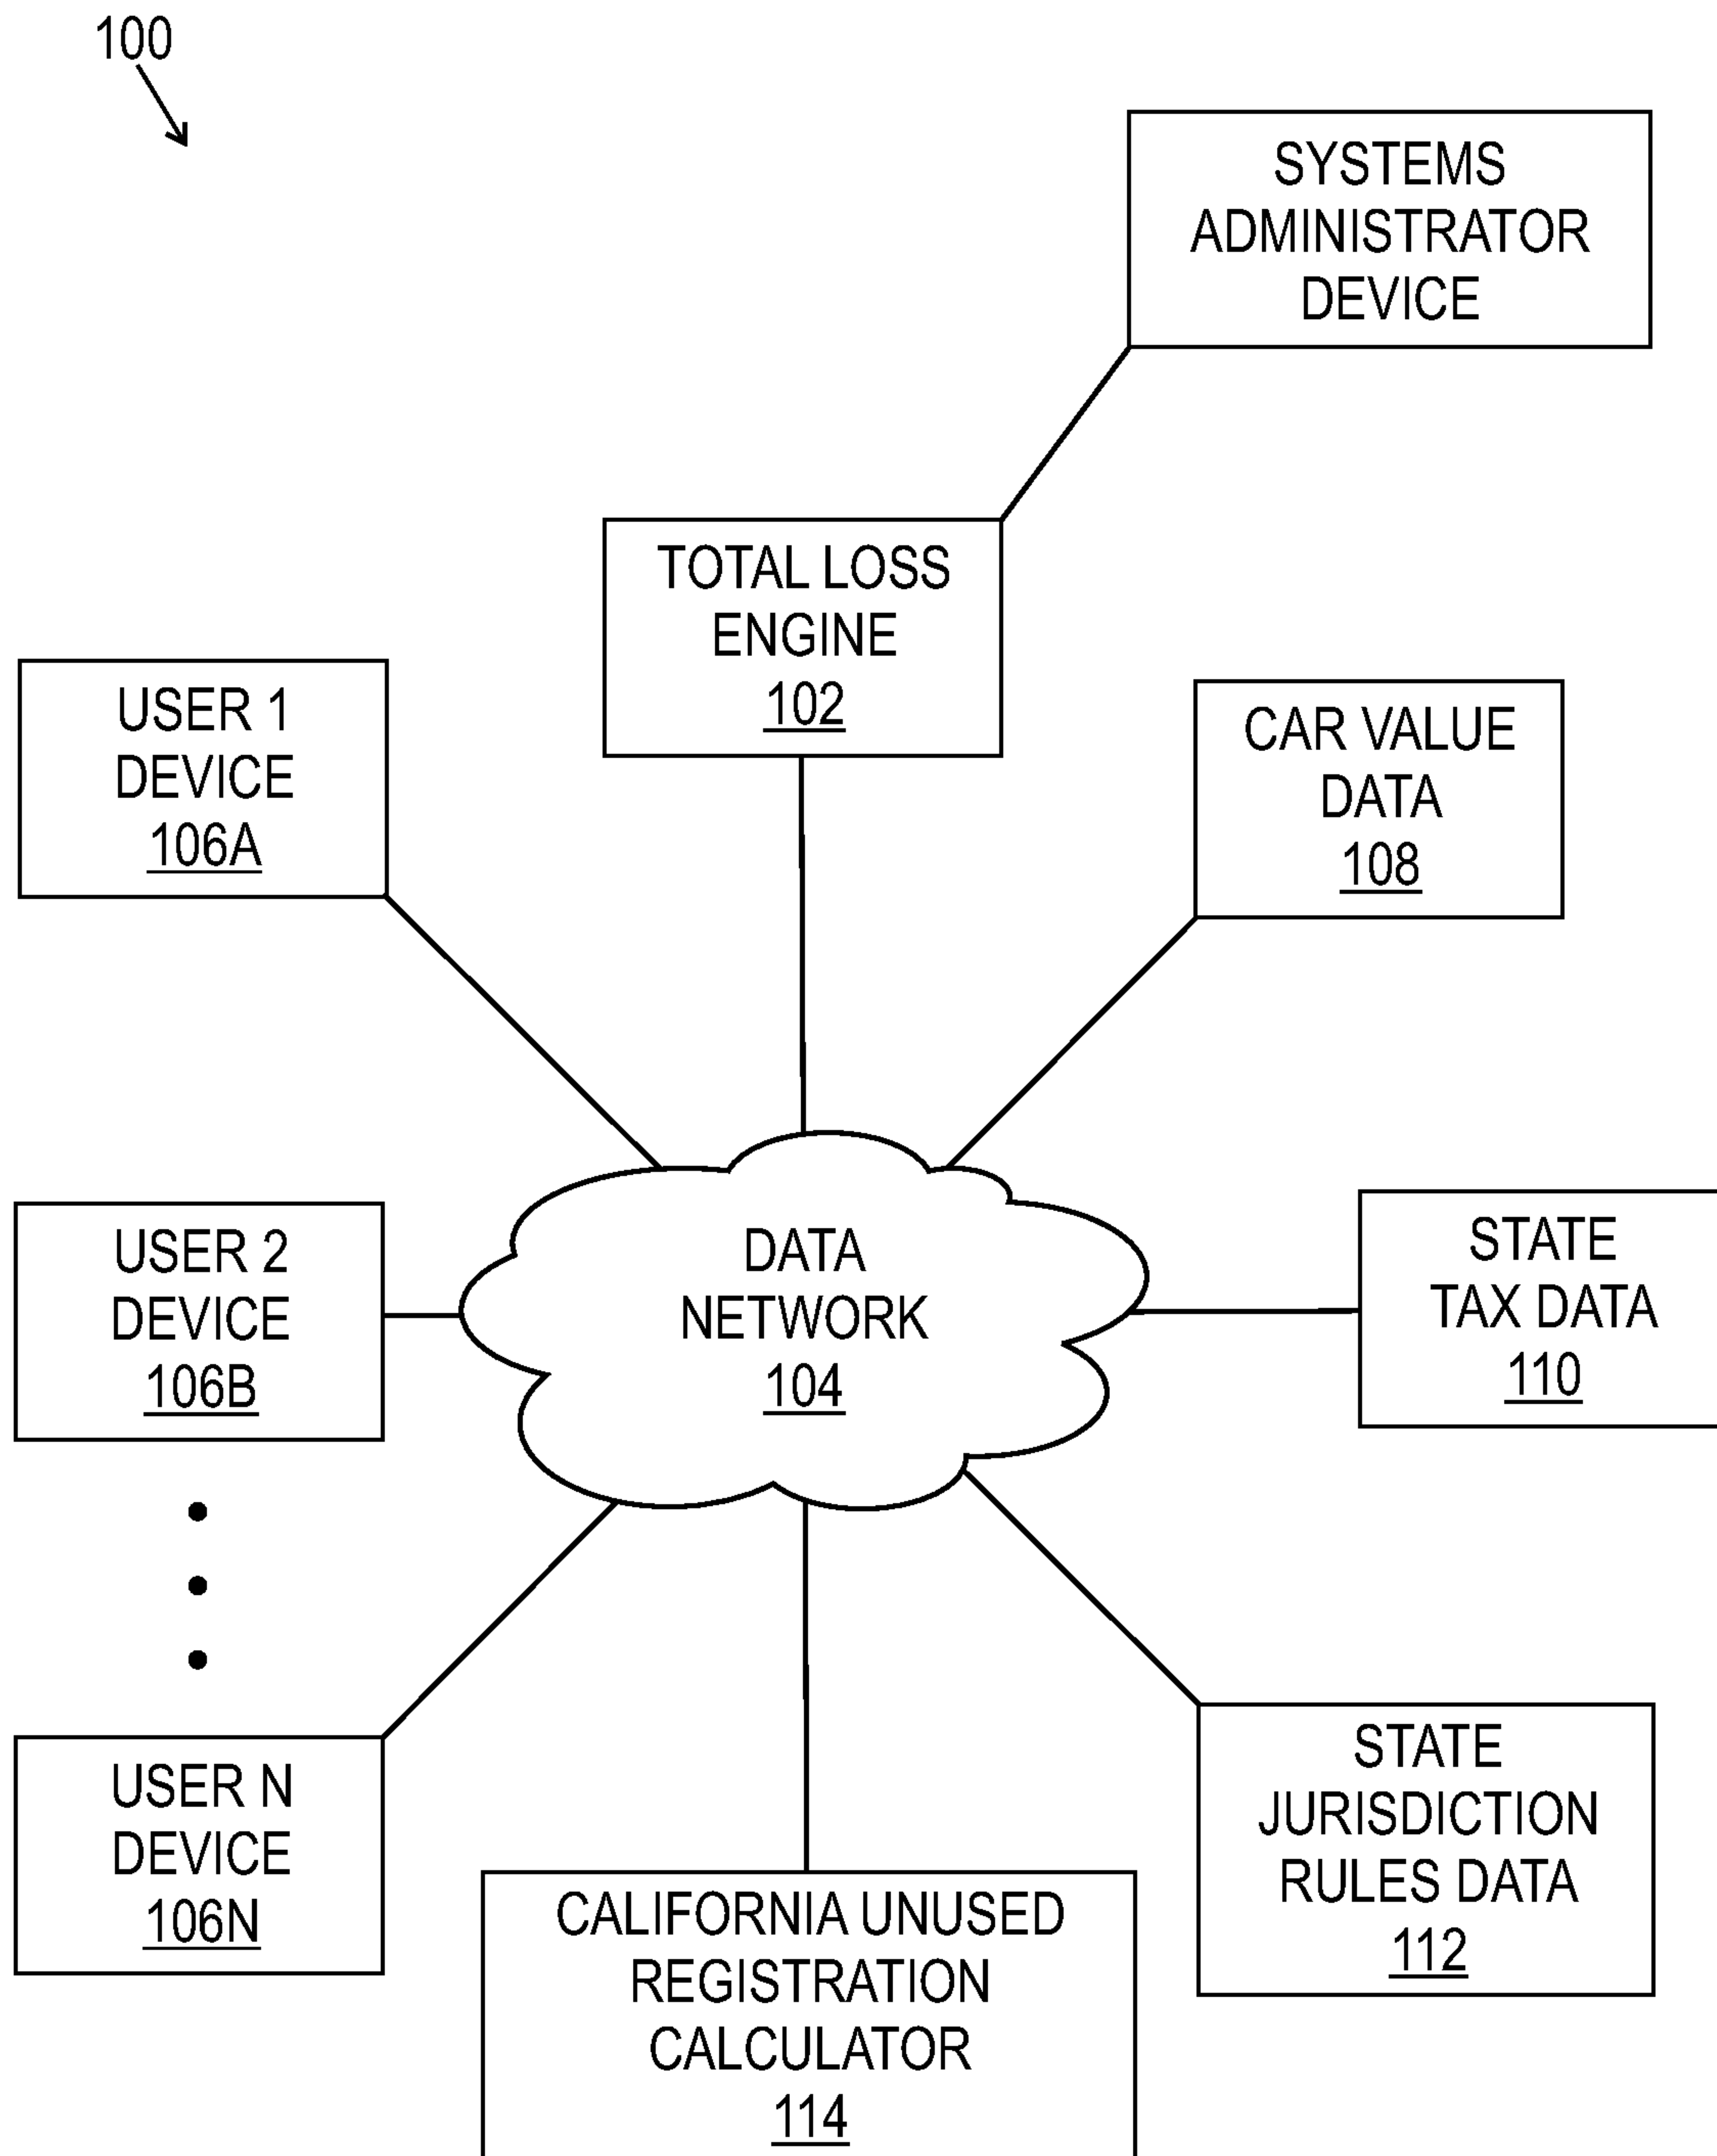 100
SYSTEMS
ADMINISTRATOR
DEVICE
TOTAL LOSS
ENGINE
102
USER 1
DEVICE
106A
CAR VALUE
DATA
108
USER 2
DEVICE
106B
DATA
NETWORK
104
STATE
TAX DATA
110
USER N
DEVICE
106N
STATE
JURISDICTION
RULES DATA
112
CALIFORNIA UNUSED
REGISTRATION
CALCULATOR
114